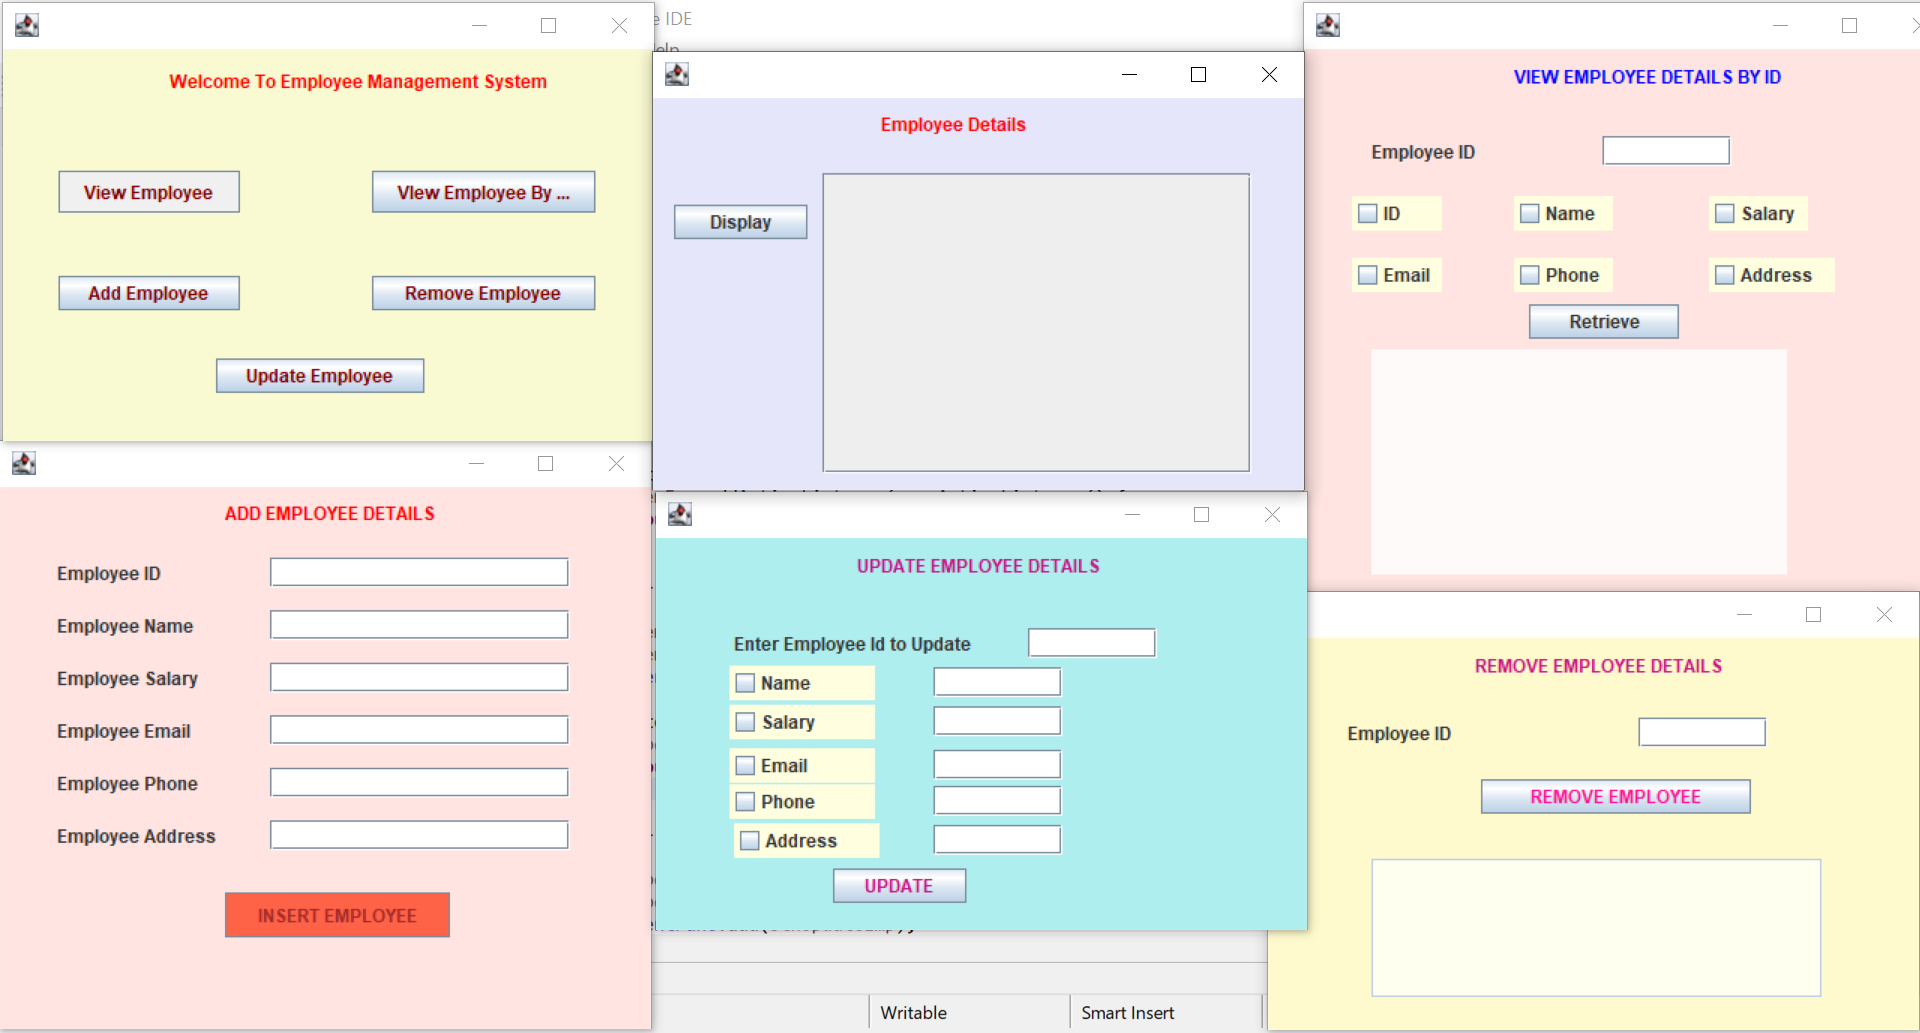 IDE
Welcome To Employee Management System
View Employee
VIew Employee By ...
Add Employee
Remove Employee
Update Employee
Employee Details
Display
VIEW EMPLOYEE DETAILS BY ID
Employee ID
ID
Name
Salary
Email
Phone
Address
Retrieve
ADD EMPLOYEE DETAILS
Employee ID
Employee Name
Employee Salary
Employee Email
Employee Phone
Employee Address
INSERT EMPLOYEE
UPDATE EMPLOYEE DETAILS
Enter Employee Id to Update
Name
Salary
Email
Phone
Address
UPDATE
REMOVE EMPLOYEE DETAILS
Employee ID
REMOVE EMPLOYEE
Writable
Smart Insert